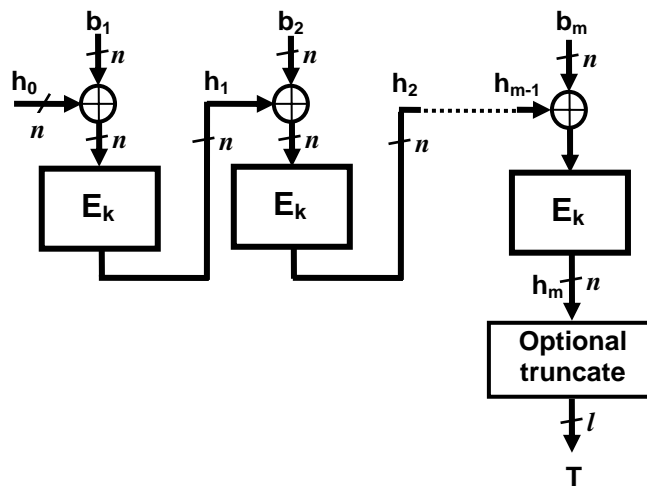 b1 b2 bm
n n n
h0 h1 h2 hm-1
n n n n n
Ek Ek Ek
hm n
Optional
truncate
l
T